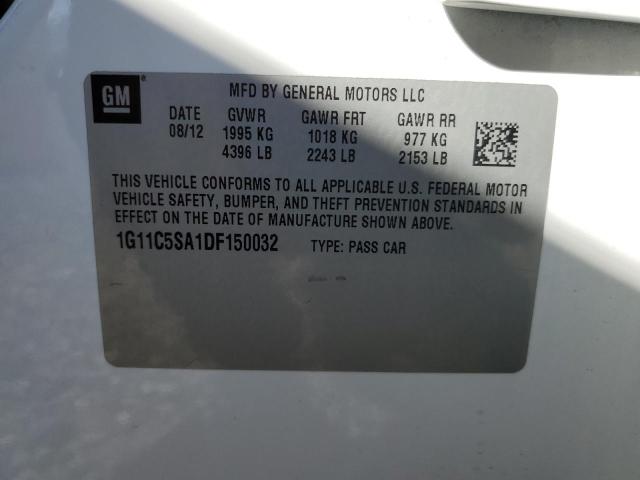 GM
MFD BY GENERAL MOTORS LLC
DATE GVWR GAWR FRT GAWR RR
08/12 1995 KG 1018 KG 977 KG
4396 LB 2243 LB 2153 LB
THIS VEHICLE CONFORMS TO ALL APPLICABLE U.S. FEDERAL MOTOR
VEHICLE SAFETY, BUMPER, AND THEFT PREVENTION STANDARDS IN
EFFECT ON THE DATE OF MANUFACTURE SHOWN ABOVE.
1G11C5SA1DF150032 TYPE: PASS CAR